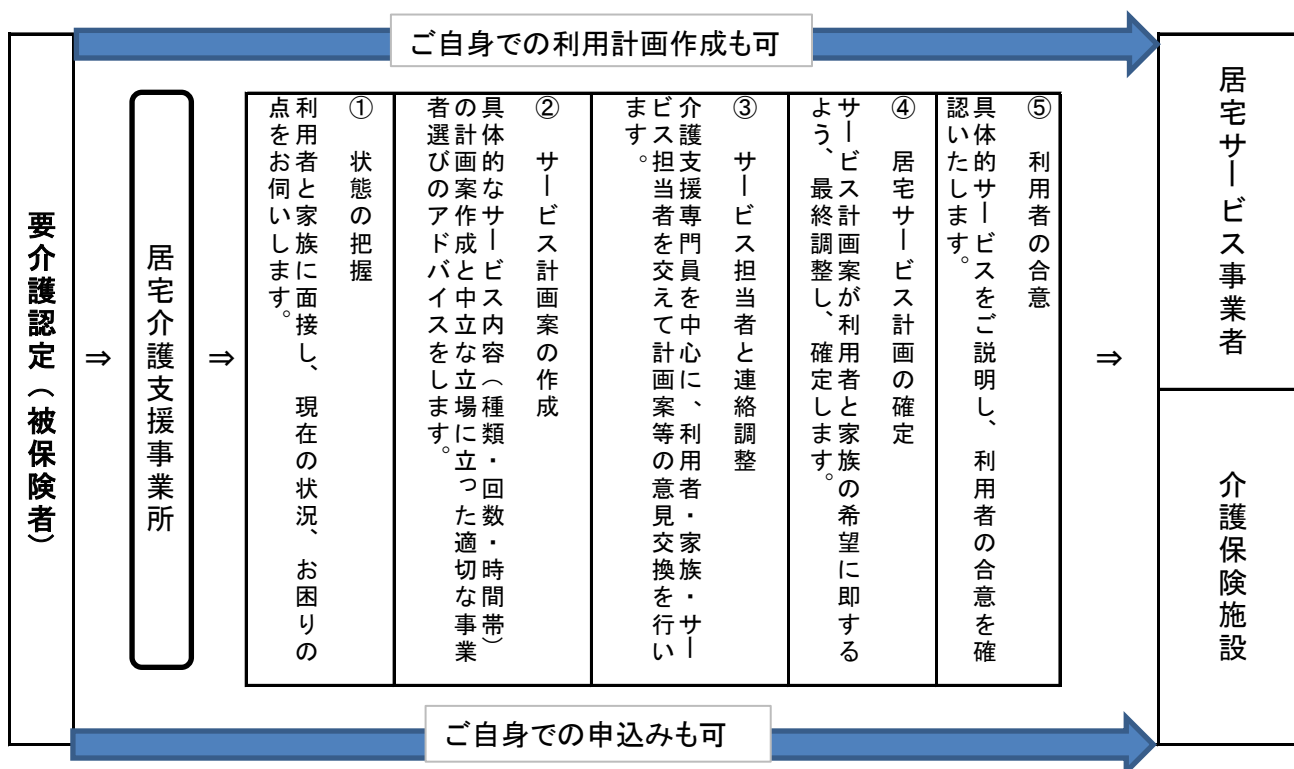 ご自身での利用計画作成も可
要介護認定（被保険者）
⇒
居宅介護支援事業所
⇒
①　状態の把握
利用者と家族に面接し、現在の状況、お困りの
点をお伺いします。
②　サービス計画案の作成
具体的なサービス内容（種類・回数・時間帯）
の計画案作成と中立な立場に立った適切な事業
者選びのアドバイスをします。
③　サービス担当者と連絡調整
介護支援専門員を中心に、利用者・家族・サー
ビス担当者を交えて計画案等の意見交換を行い
ます。
④　居宅サービス計画の確定
サービス計画案が利用者と家族の希望に即する
よう、最終調整し、確定します。
⑤　利用者の合意
具体的サービスをご説明し、利用者の合意を確
認いたします。
⇒
居宅サービス事業者
介護保険施設
ご自身での申込みも可